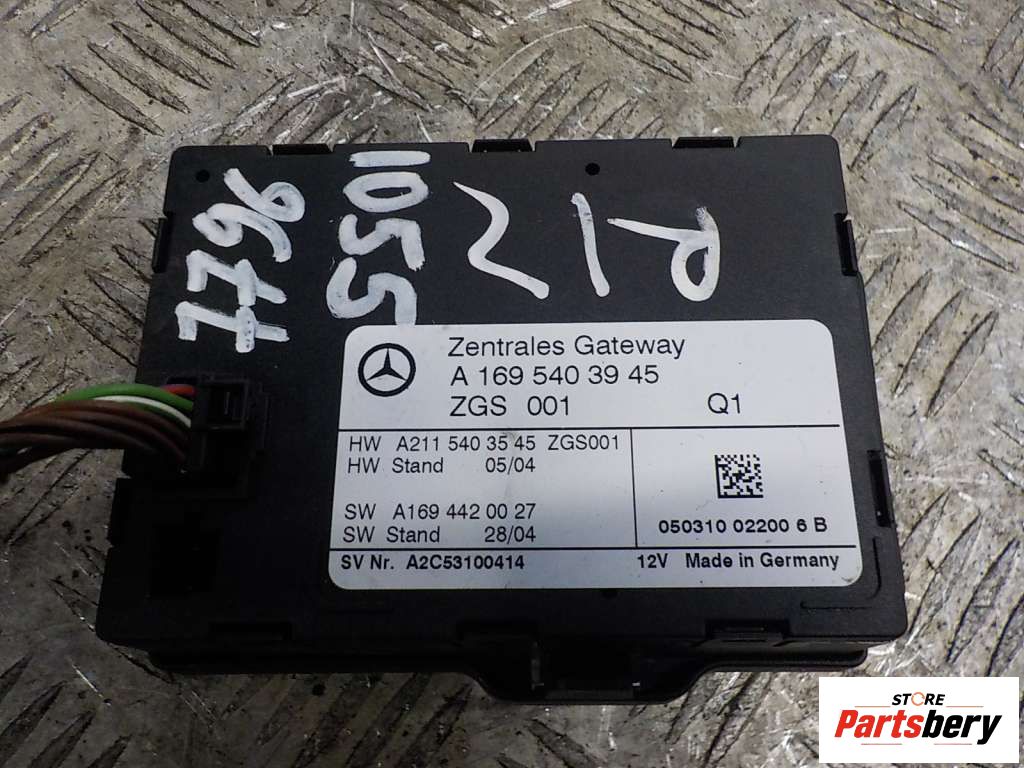 7796
1055
Zentrales Gateway
A 169 540 39 45
ZGS 001 Q1
HW A211 540 35 45 ZGS001
HW Stand 05/04
SW A169 442 00 27
SW Stand 28/04
050310 02200 6 B
SV Nr. A2C53100414 12V Made in Germany
STORE
Partsbery